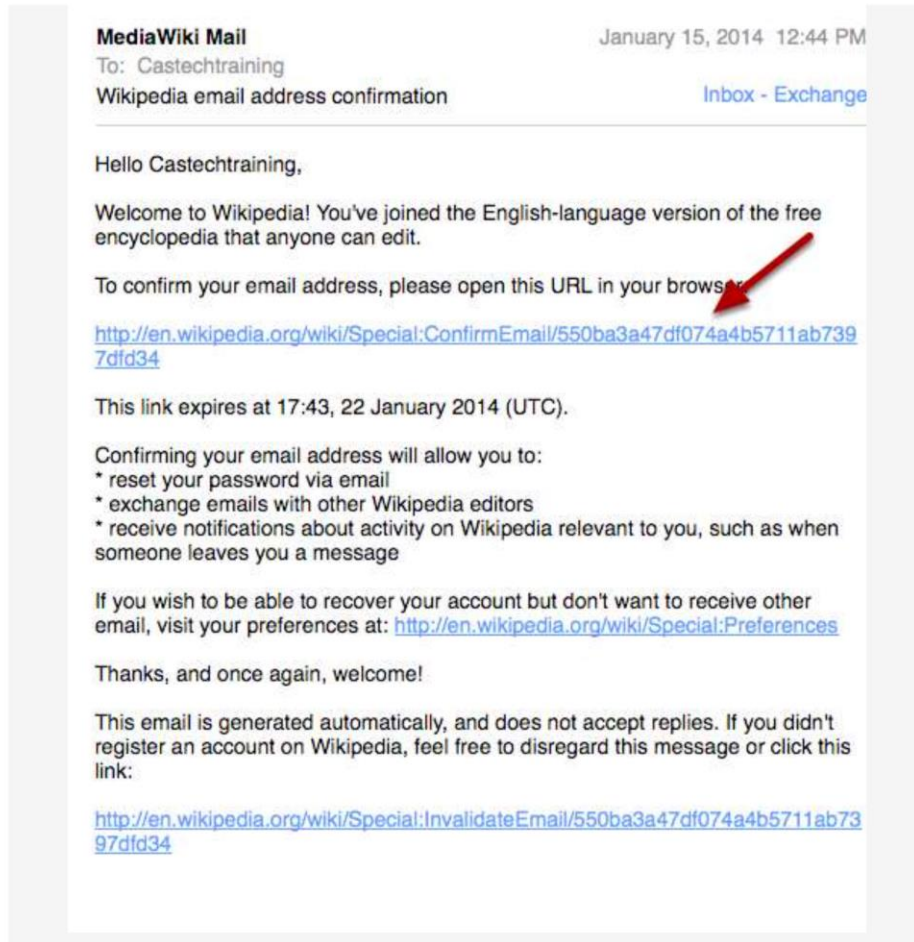 MediaWiki Mail January 15, 2014 12:44 PM
To: Castechtraining
Wikipedia email address confirmation Inbox - Exchange
Hello Castechtraining,
Welcome to Wikipedia! You've joined the English-language version of the free
encyclopedia that anyone can edit.
To confirm your email address, please open this URL in your browser
http://en.wikipedia.org/wiki/Special:ConfirmEmail/550ba3a47df074a4b5711ab739
7dfd34
This link expires at 17:43, 22 January 2014 (UTC).
Confirming your email address will allow you to:
* reset your password via email
* exchange emails with other Wikipedia editors
* receive notifications about activity on Wikipedia relevant to you, such as when
someone leaves you a message
If you wish to be able to recover your account but don't want to receive other
email, visit your preferences at: http://en.wikipedia.org/wiki/Special:Preferences
Thanks, and once again, welcome!
This email is generated automatically, and does not accept replies. If you didn't
register an account on Wikipedia, feel free to disregard this message or click this
link:
http://en.wikipedia.org/wiki/Special:InvalidateEmail/550ba3a47df074a4b5711ab73
97dfd34